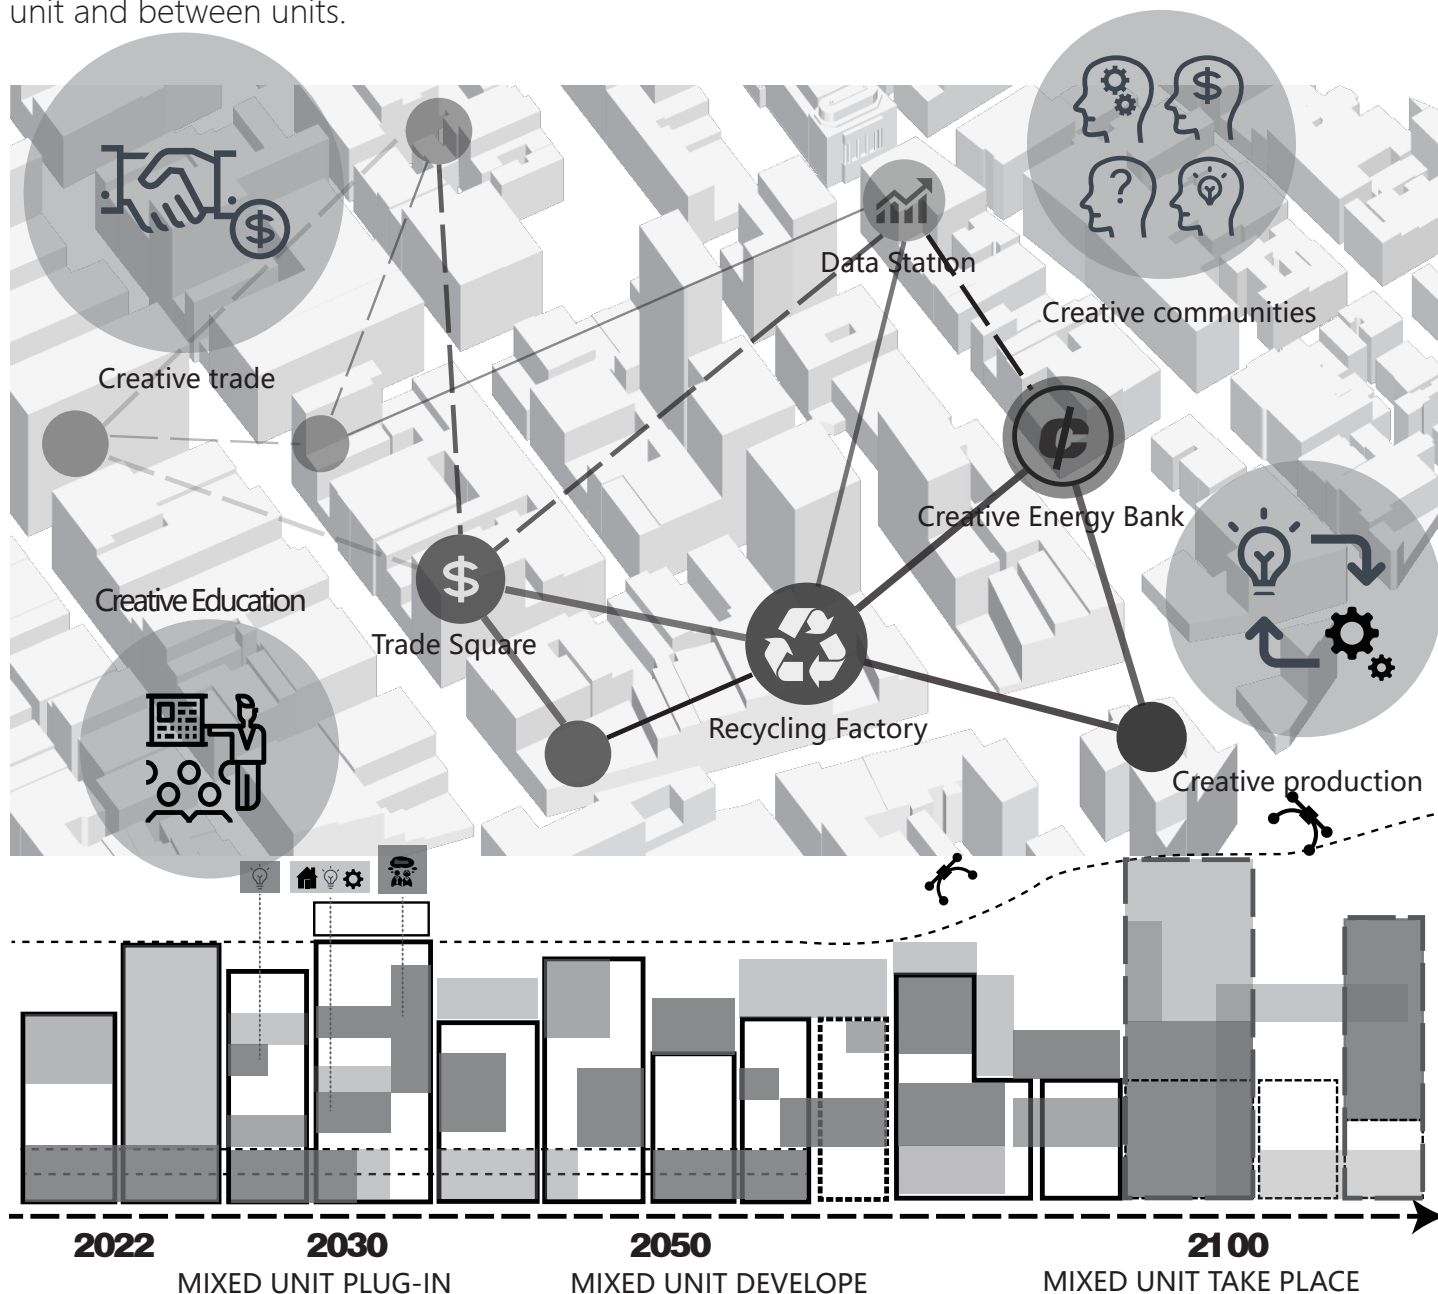 unit and between units.
Data Station
Creative communities
Creative trade
Creative Energy Bank
Creative Education
Trade Square
Recycling Factory
Creative production
2022
2030
2050
2100
MIXED UNIT PLUG-IN
MIXED UNIT DEVELOPE
MIXED UNIT TAKE PLACE